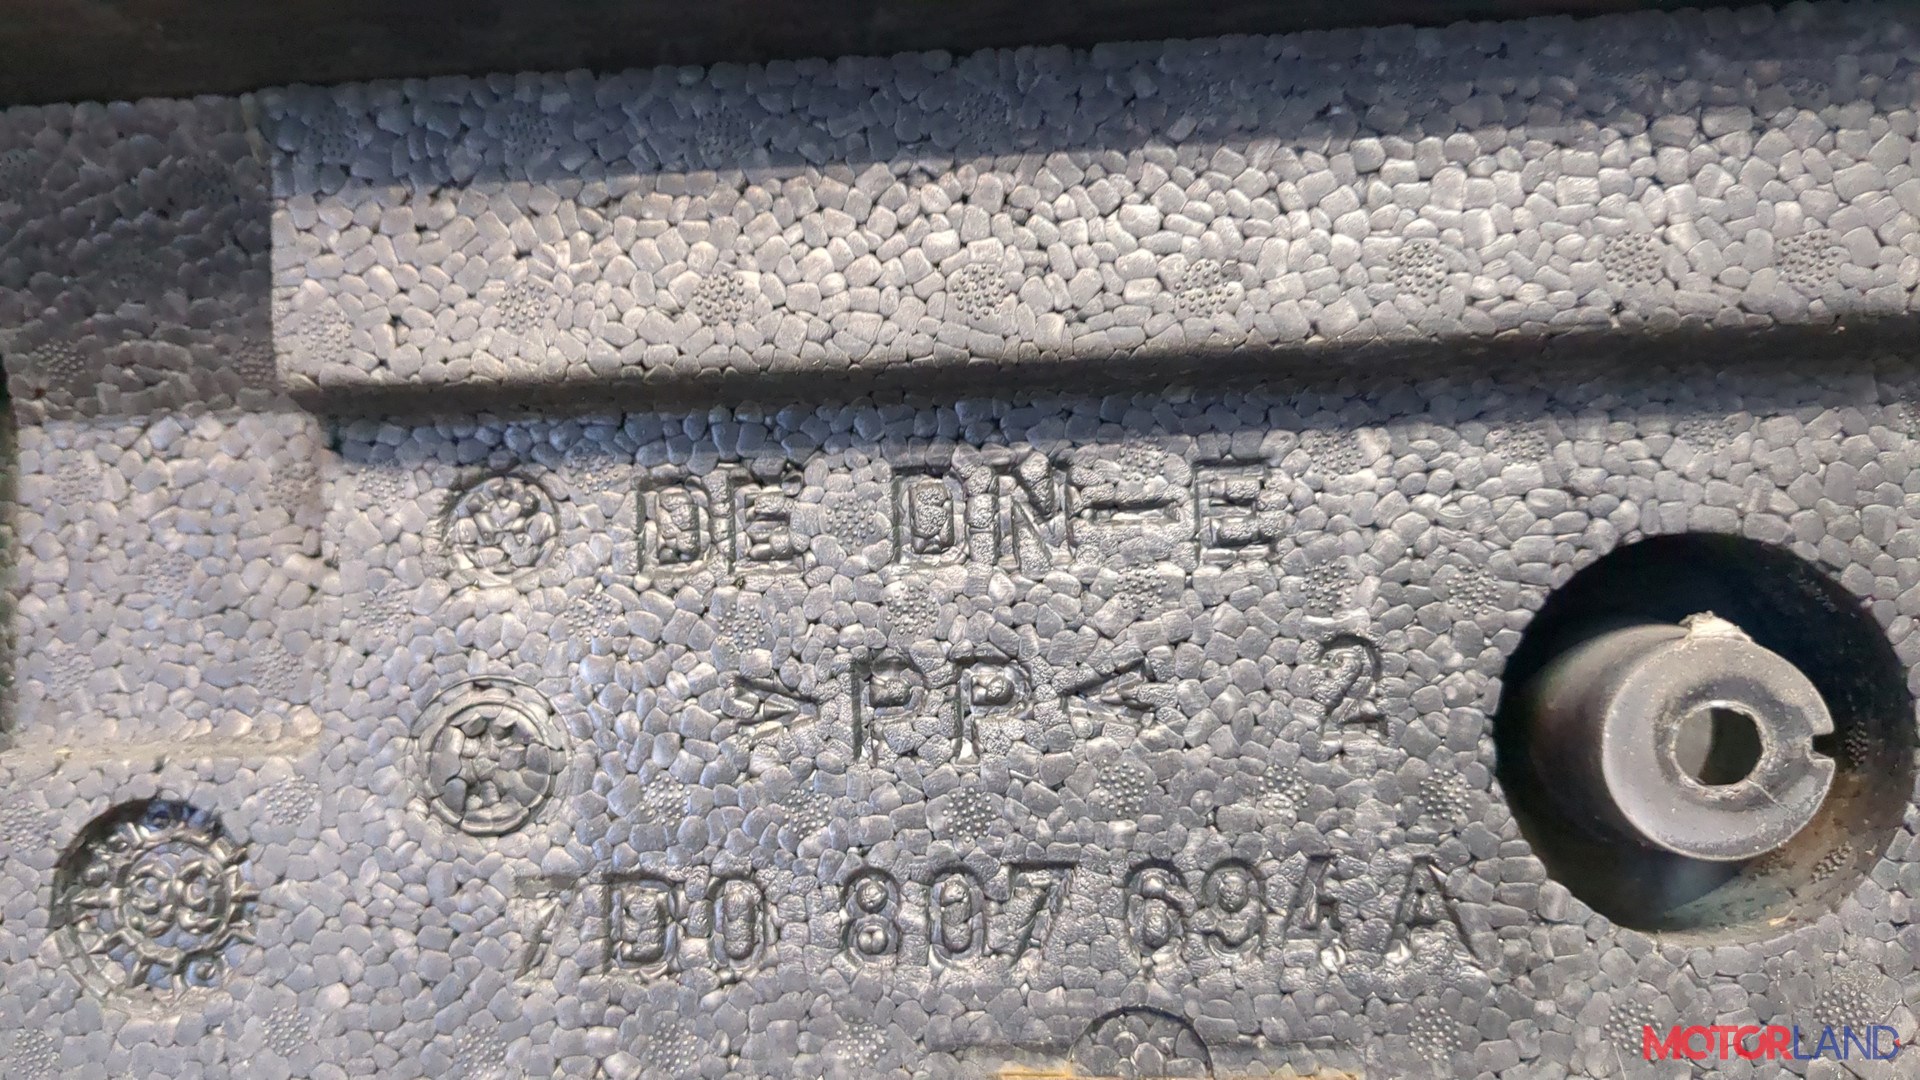 DE DN-E
>PP< 2
7D0 807 694 A
99
MOTORLAND